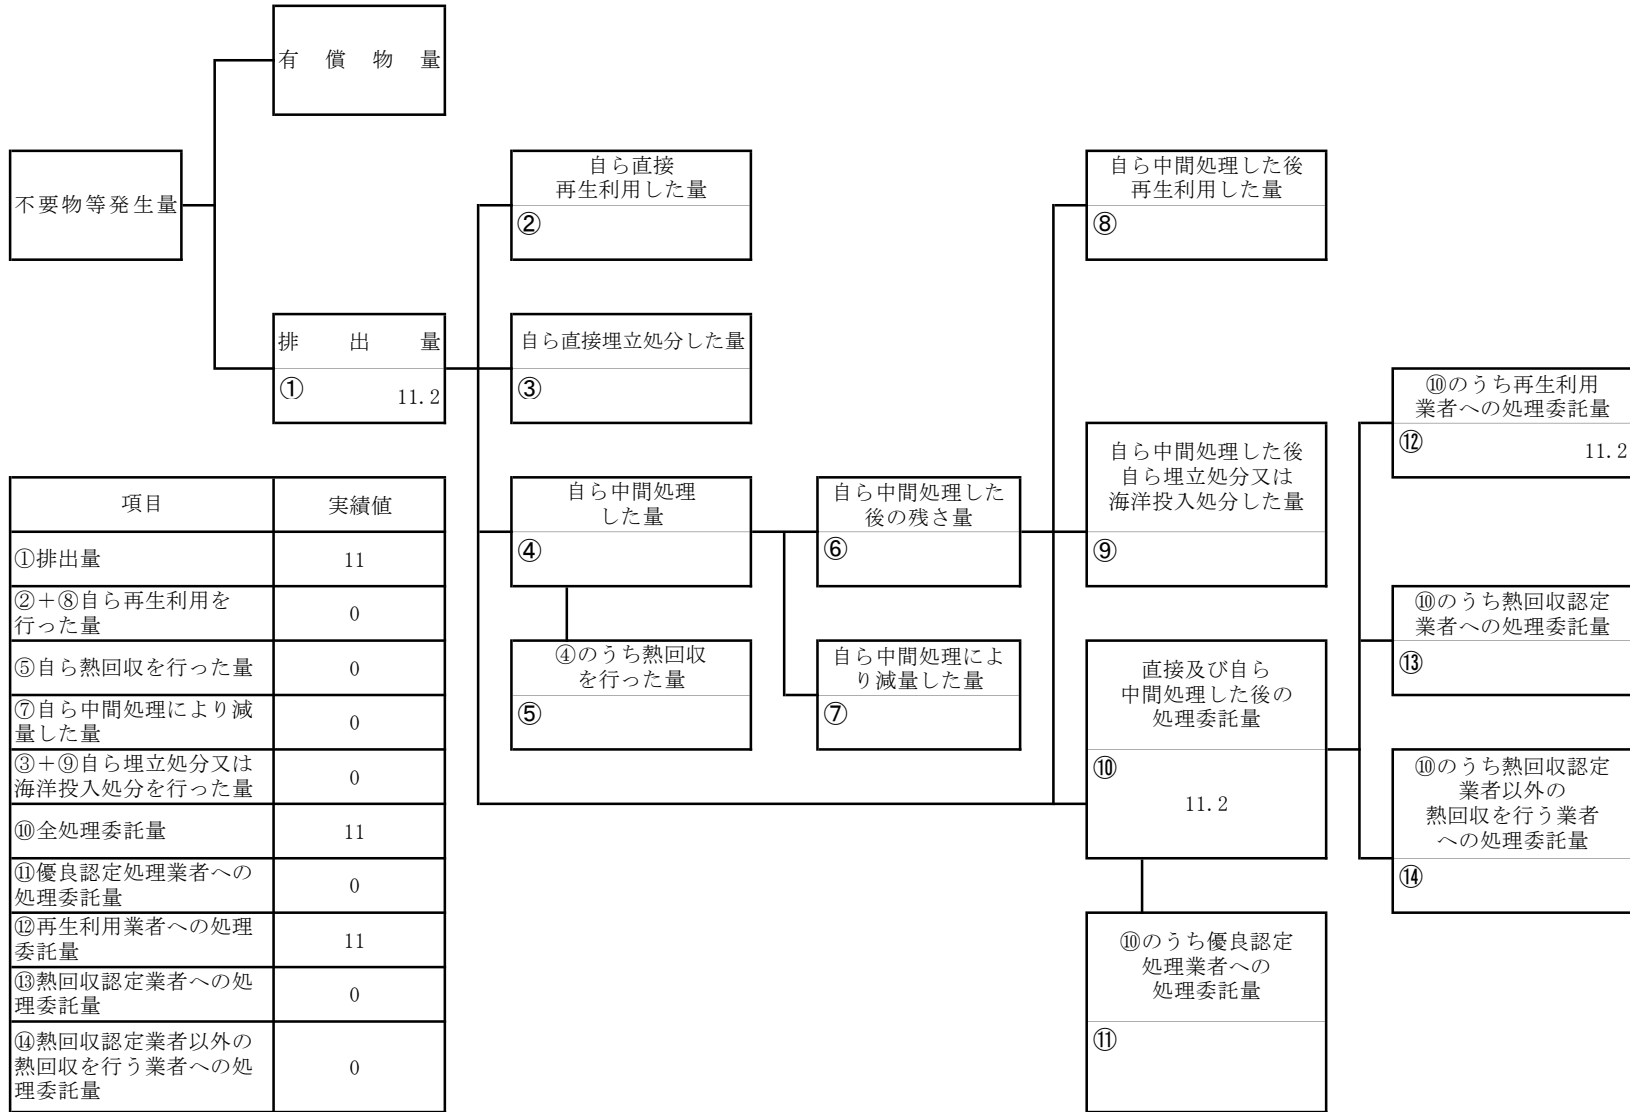 有償物量
不要物等発生量
排出量
① 11.2
自ら直接
再生利用した量
②
自ら直接埋立処分した量
③
自ら中間処理
した量
④
④のうち熱回収
を行った量
⑤
自ら中間処理した
後の残さ量
⑥
自ら中間処理によ
り減量した量
⑦
自ら中間処理した後
再生利用した量
⑧
自ら中間処理した後
自ら埋立処分又は
海洋投入処分した量
⑨
直接及び自ら
中間処理した後の
処理委託量
⑩
11.2
⑩のうち優良認定
処理業者への
処理委託量
⑪
⑩のうち再生利用
業者への処理委託量
⑫ 11.2
⑩のうち熱回収認定
業者への処理委託量
⑬
⑩のうち熱回収認定
業者以外の
熱回収を行う業者
への処理委託量
⑭
項目 実績値
①排出量 11
②＋⑧自ら再生利用を
行った量 0
⑤自ら熱回収を行った量 0
⑦自ら中間処理により減
量した量 0
③＋⑨自ら埋立処分又は
海洋投入処分を行った量 0
⑩全処理委託量 11
⑪優良認定処理業者への
処理委託量 0
⑫再生利用業者への処理
委託量 11
⑬熱回収認定業者への処
理委託量 0
⑭熱回収認定業者以外の
熱回収を行う業者への処
理委託量 0